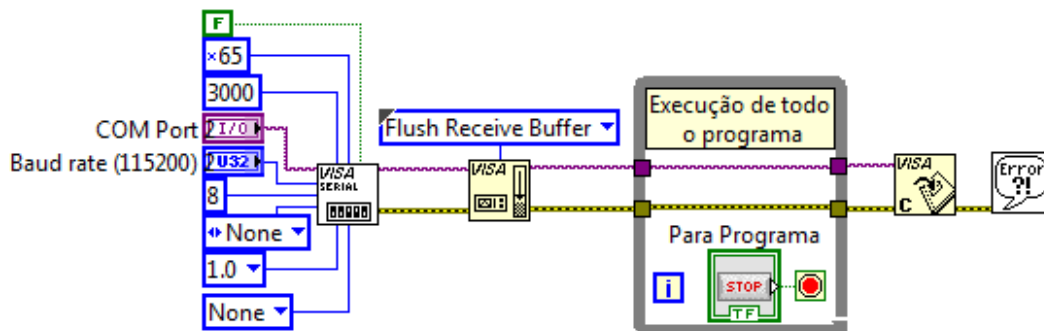 F
×65
3000
COM Port
I/O
Baud rate (115200)
U32
8
None
1.0
None
VISA
SERIAL
Flush Receive Buffer
VISA
Execução de todo
o programa
Para Programa
i
STOP
TF
VISA
C
Error
?!